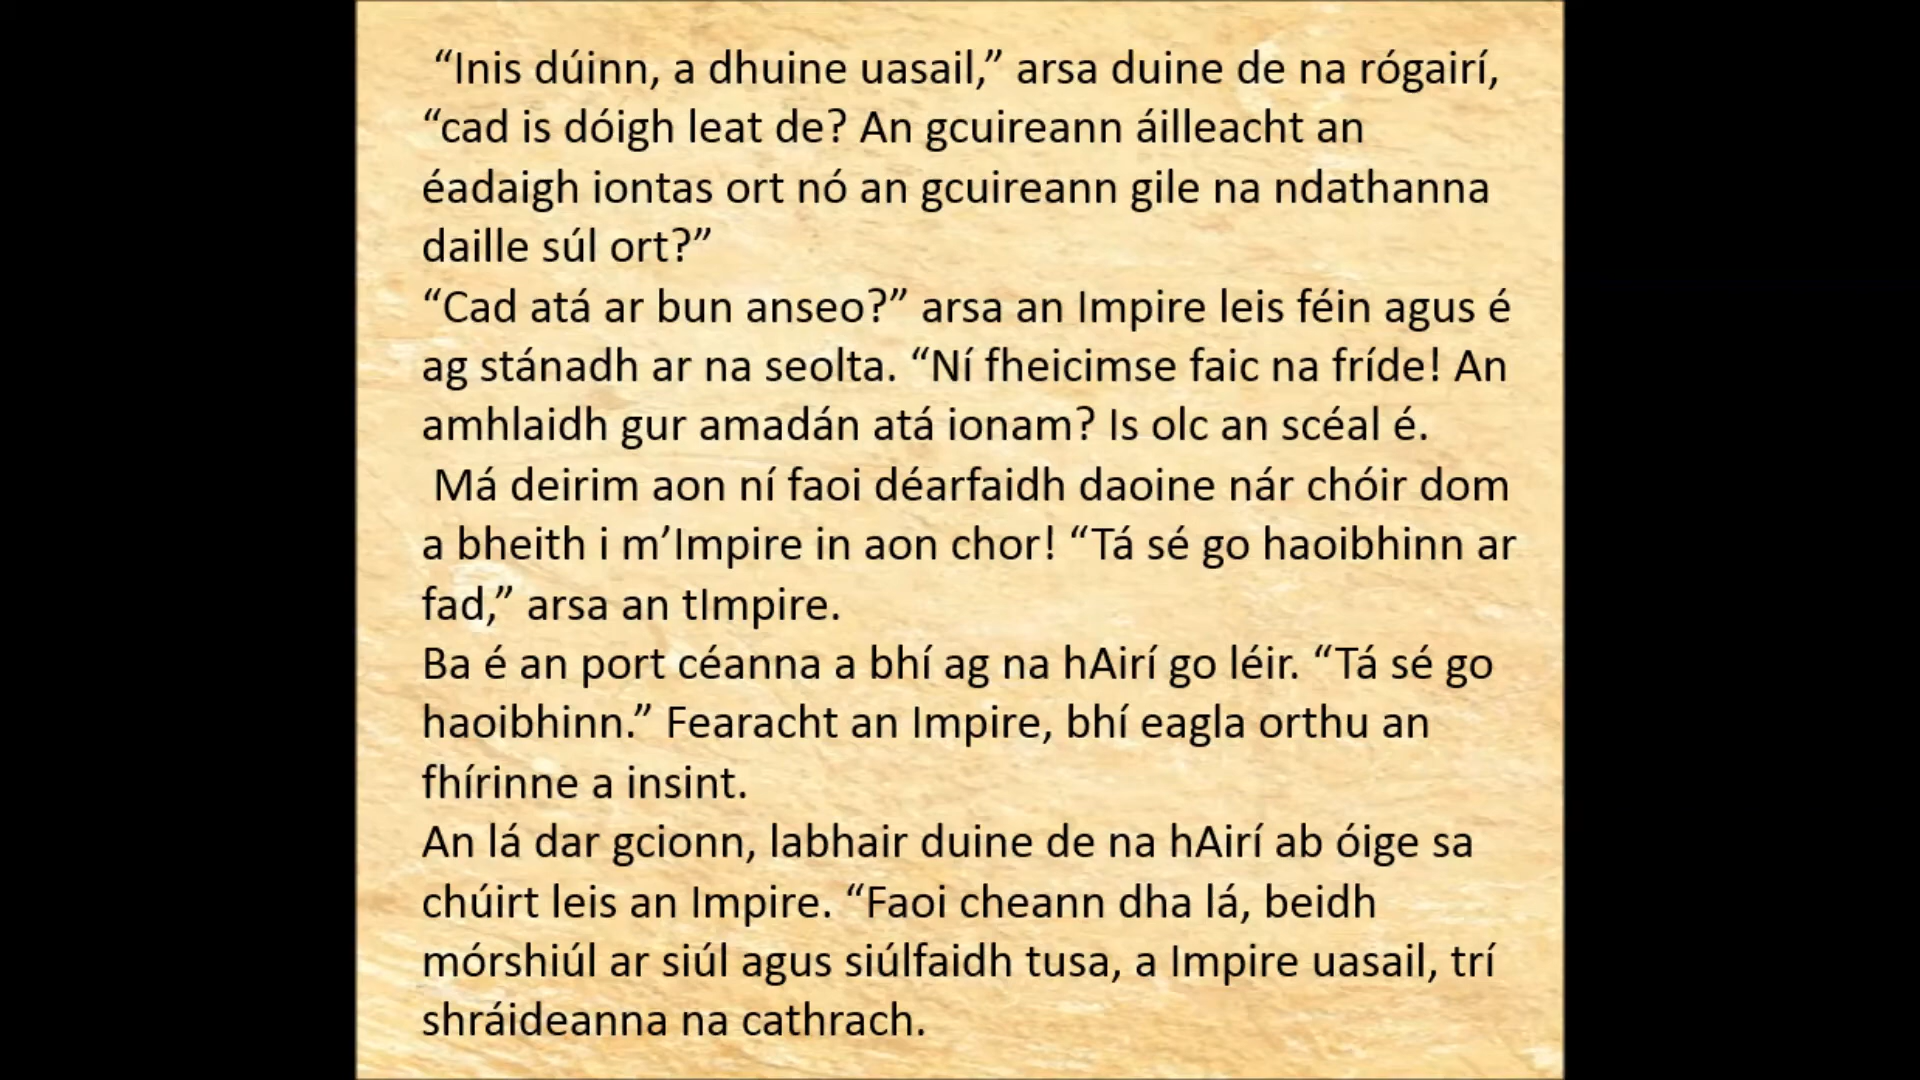 “Inis dúinn, a dhuine uasail,” arsa duine de na rógairí,
“cad is dóigh leat de? An gcuireann áilleacht an
éadaigh iontas ort nó an gcuireann gile na ndathanna
daille súl ort?”
“Cad atá ar bun anseo?” arsa an Impire leis féin agus é
ag stánadh ar na seolta. “Ní fheicimse faic na fríde! An
amhlaidh gur amadán atá ionam? Is olc an scéal é.
Má deirim aon ní faoi déarfaidh daoine nár chóir dom
a bheith i m’Impire in aon chor! “Tá sé go haoibhinn ar
fad,” arsa an tImpire.
Ba é an port céanna a bhí ag na hAirí go léir. “Tá sé go
haoibhinn.” Fearacht an Impire, bhí eagla orthu an
fhírinne a insint.
An lá dar gcionn, labhair duine de na hAirí ab óige sa
chúirt leis an Impire. “Faoi cheann dha lá, beidh
mórshiúl ar siúl agus siúlfaidh tusa, a Impire uasail, trí
shráideanna na cathrach.